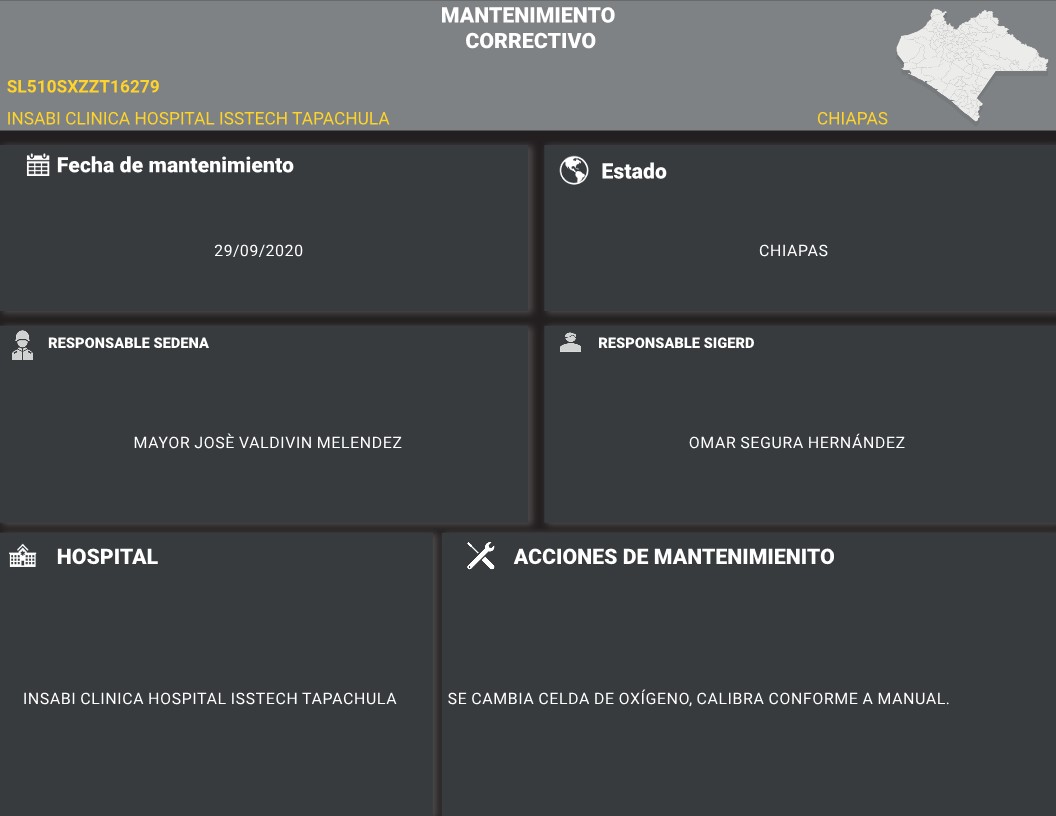 MANTENIMIENTO
CORRECTIVO
SL510SXZZT16279
INSABI CLINICA HOSPITAL ISSTECH TAPACHULA
CHIAPAS
Fecha de mantenimiento
Estado
29/09/2020
CHIAPAS
RESPONSABLE SEDENA
RESPONSABLE SIGERD
MAYOR JOSÈ VALDIVIN MELENDEZ
OMAR SEGURA HERNÁNDEZ
HOSPITAL
ACCIONES DE MANTENIMIENITO
INSABI CLINICA HOSPITAL ISSTECH TAPACHULA
SE CAMBIA CELDA DE OXÍGENO, CALIBRA CONFORME A MANUAL.